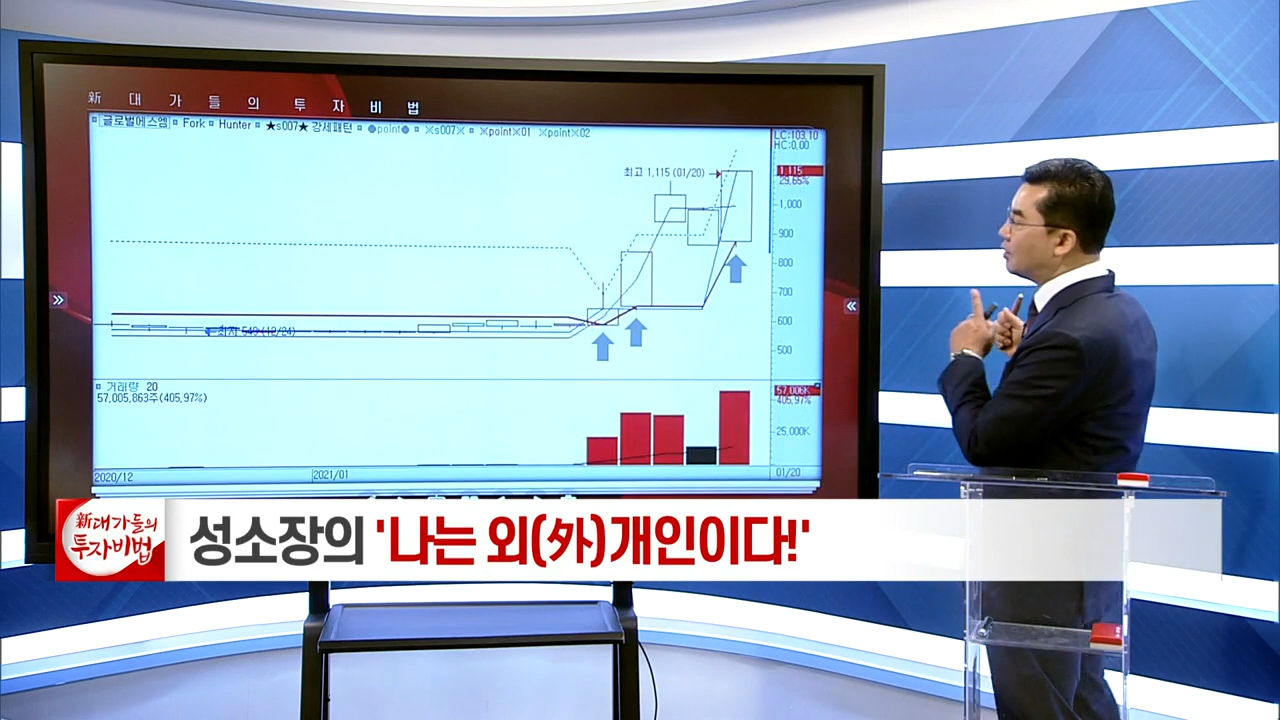 新 대 가 들 의 투 자 비 법
글로벌에스엠 Fork Hunter ★s007★ 강세패턴 ●point● ※s007※ ※point※01 ※point※02
LC:103.10
HC:0.00
최고 1,115 (01/20)
1,115
29.65%
1,000
900
800
700
600
500
최저 549 (12/24)
거래량 20
57,005,863주(405.97%)
57,006K
405.97%
25,000K
2020/12
2021/01
01/20
新대가들의
투자비법
성소장의 '나는 외(外)개인이다!'